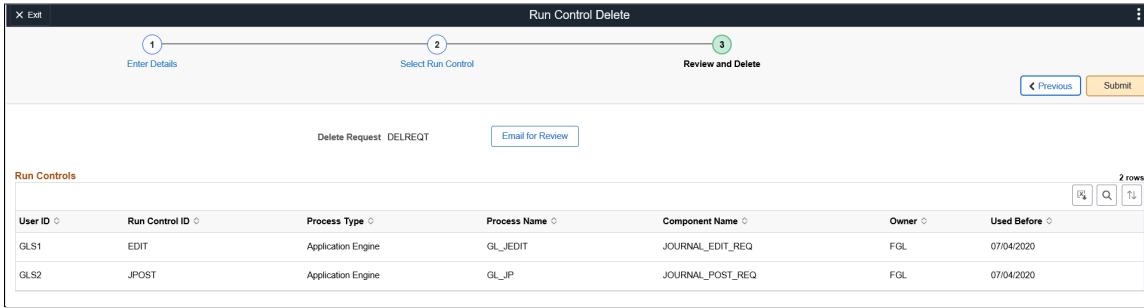 Exit Run Control Delete
1 2 3
Enter Details Select Run Control Review and Delete
Previous Submit
Delete Request DELREQT Email for Review
Run Controls 2 rows
User ID Run Control ID Process Type Process Name Component Name Owner Used Before
GLS1 EDIT Application Engine GL_JEDIT JOURNAL_EDIT_REQ FGL 07/04/2020
GLS2 JPOST Application Engine GL_JP JOURNAL_POST_REQ FGL 07/04/2020